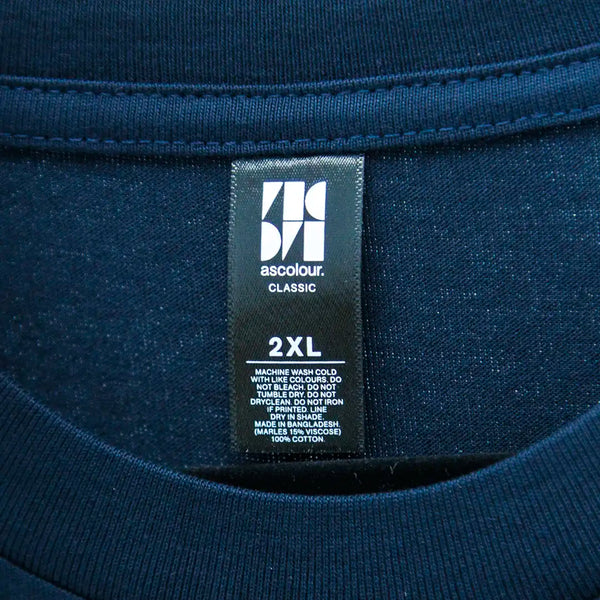 ascolour.
CLASSIC
2XL
MACHINE WASH COLD
WITH LIKE COLOURS. DO
NOT BLEACH. DO NOT
TUMBLE DRY. DO NOT
DRYCLEAN. DO NOT IRON
IF PRINTED. LINE
DRY IN SHADE.
MADE IN BANGLADESH.
(MARLES 15% VISCOSE)
100% COTTON.